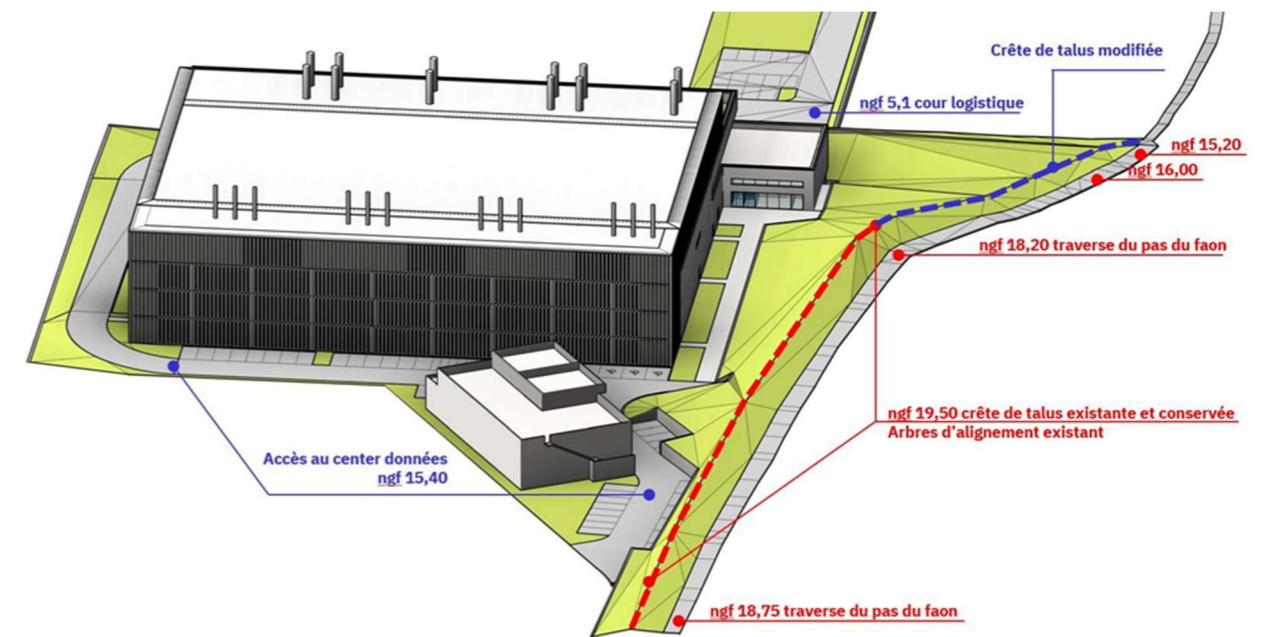 Crête de talus modifiée
ngf 5,1 cour logistique
ngf 15,20
ngf 16,00
ngf 18,20 traverse du pas du faon
ngf 19,50 crête de talus existante et conservée
Arbres d'alignement existant
Accès au center données
ngf 15,40
ngf 18,75 traverse du pas du faon